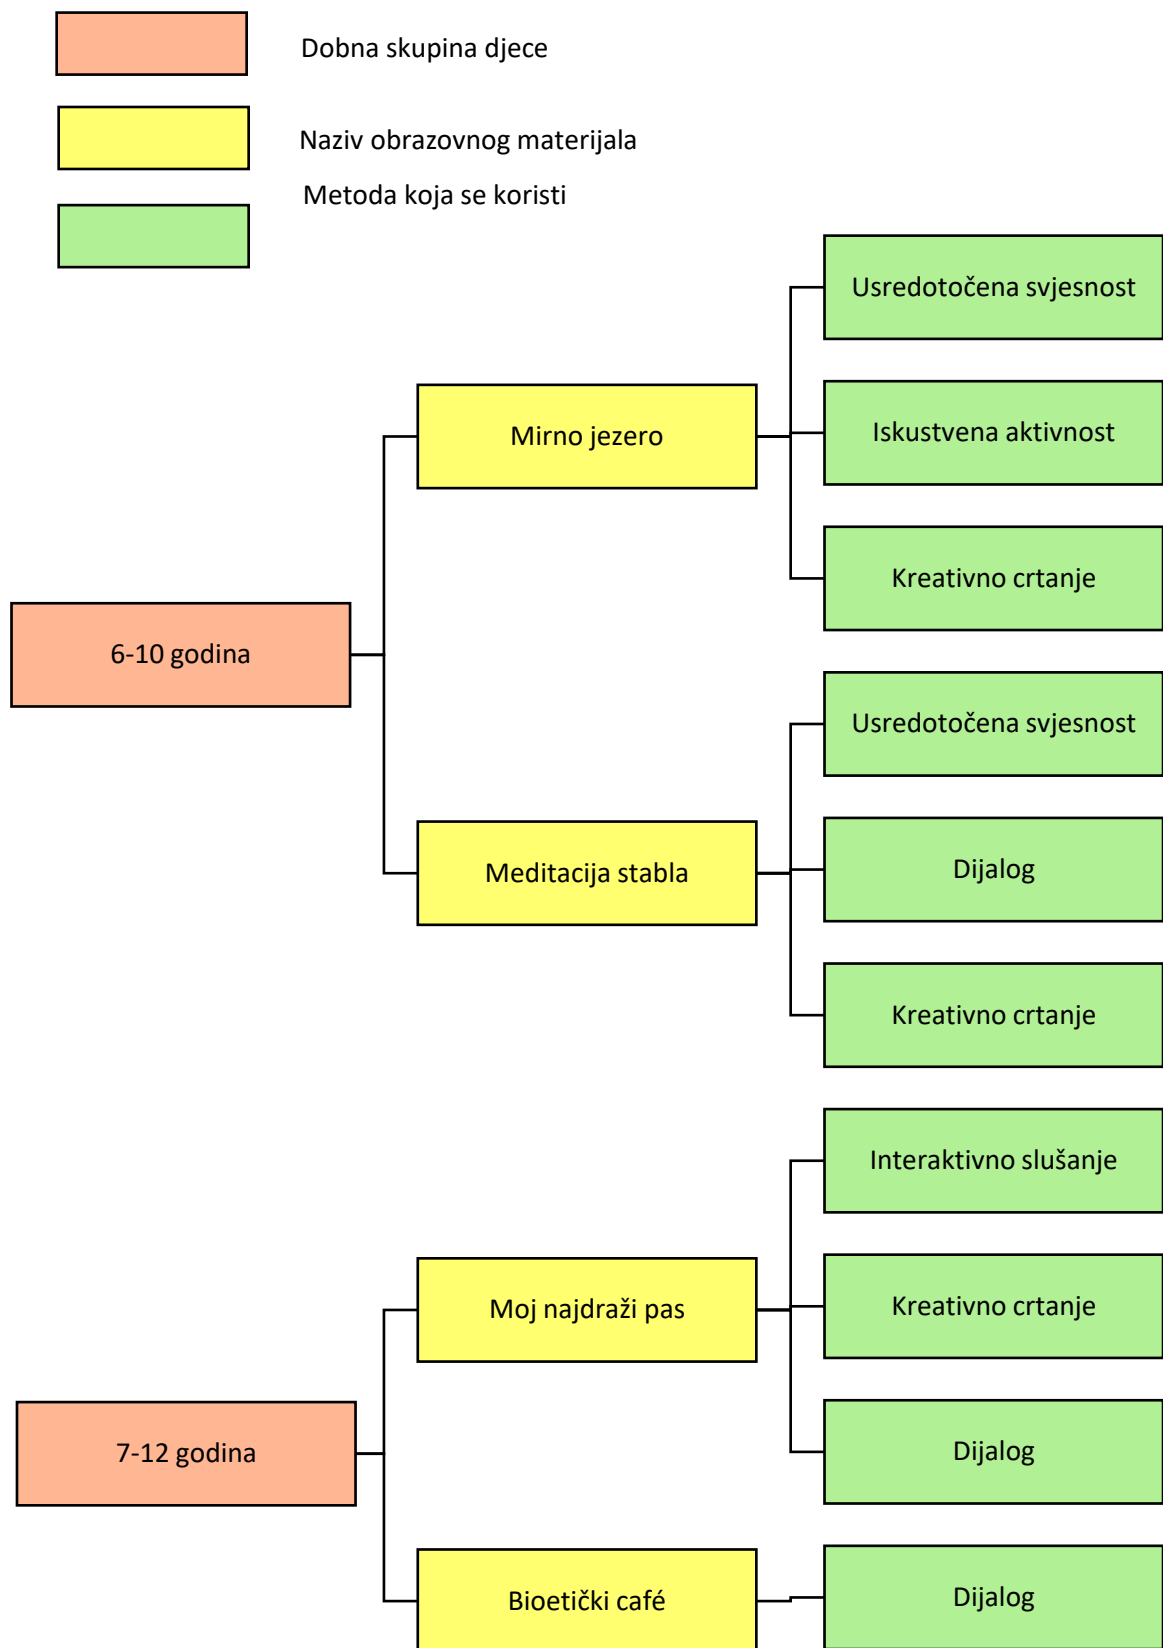 Dobna skupina djece
Naziv obrazovnog materijala
Metoda koja se koristi
6-10 godina
Mirno jezero
Usredotočena svjesnost
Iskustvena aktivnost
Kreativno crtanje
Meditacija stabla
Usredotočena svjesnost
Dijalog
Kreativno crtanje
7-12 godina
Moj najdraži pas
Interaktivno slušanje
Kreativno crtanje
Dijalog
Bioetički café
Dijalog